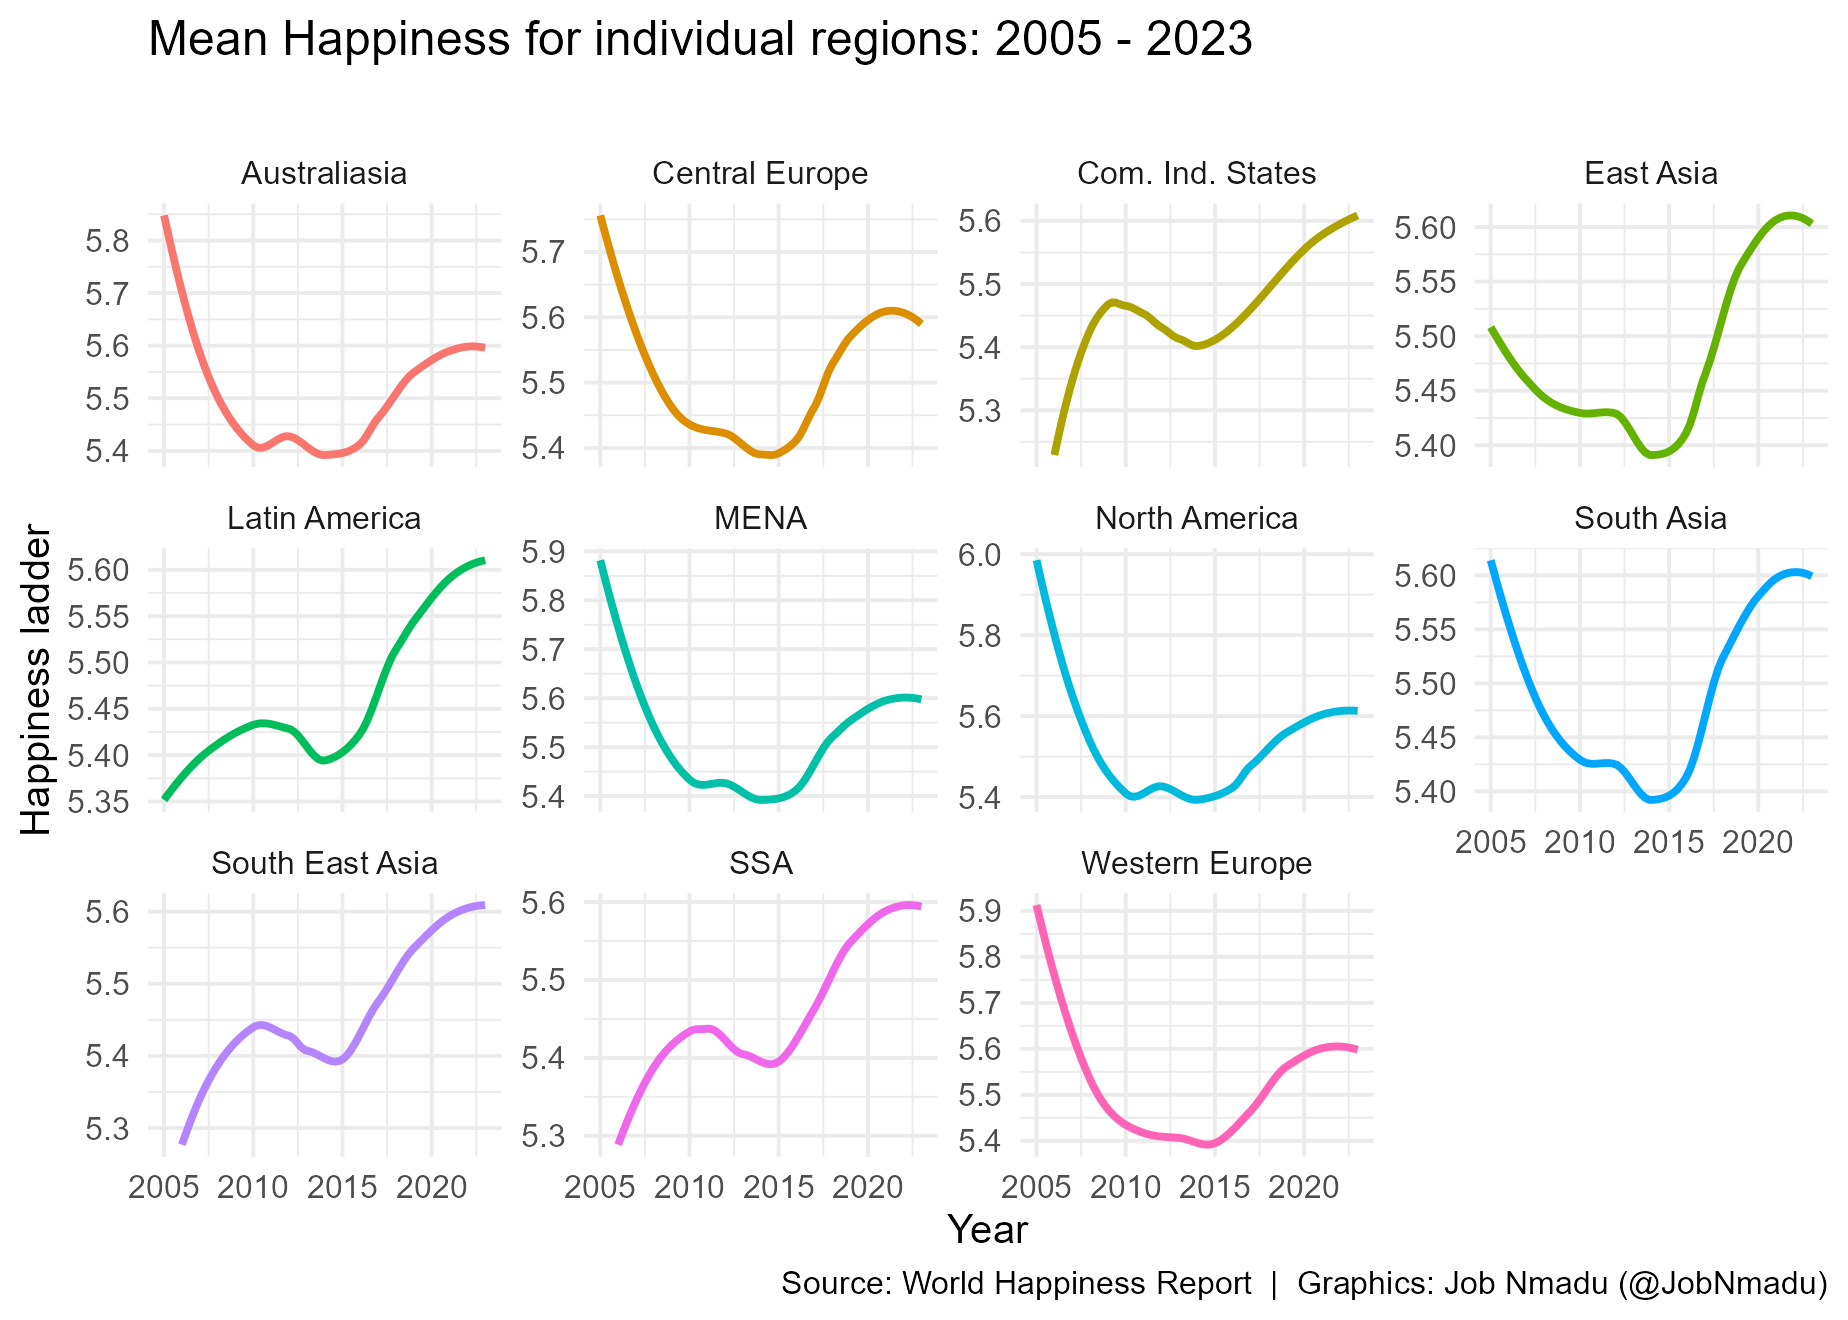 Mean Happiness for individual regions: 2005 - 2023
Australiasia
Central Europe
Com. Ind. States
East Asia
5.8
5.7
5.6
5.5
5.4
5.7
5.6
5.5
5.4
5.6
5.5
5.4
5.3
5.60
5.55
5.50
5.45
5.40
Latin America
MENA
North America
South Asia
5.60
5.55
5.50
5.45
5.40
5.35
5.9
5.8
5.7
5.6
5.5
5.4
6.0
5.8
5.6
5.4
5.60
5.55
5.50
5.45
5.40
2005 2010 2015 2020
South East Asia
SSA
Western Europe
5.6
5.5
5.4
5.3
5.6
5.5
5.4
5.3
5.9
5.8
5.7
5.6
5.5
5.4
2005 2010 2015 2020
2005 2010 2015 2020
2005 2010 2015 2020
Happiness ladder
Year
Source: World Happiness Report | Graphics: Job Nmadu (@JobNmadu)